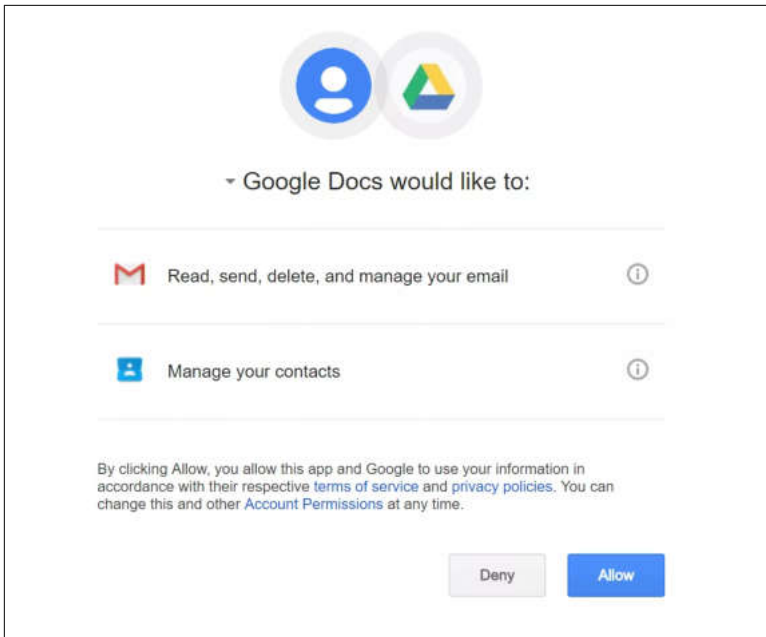 Google Docs would like to:
Read, send, delete, and manage your email
Manage your contacts
By clicking Allow, you allow this app and Google to use your information in
accordance with their respective terms of service and privacy policies. You can
change this and other Account Permissions at any time.
Deny
Allow